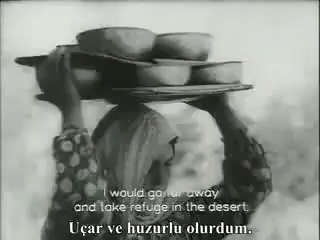 I would go far away
and take refuge in the desert.
Uçar ve huzurlu olurdum.